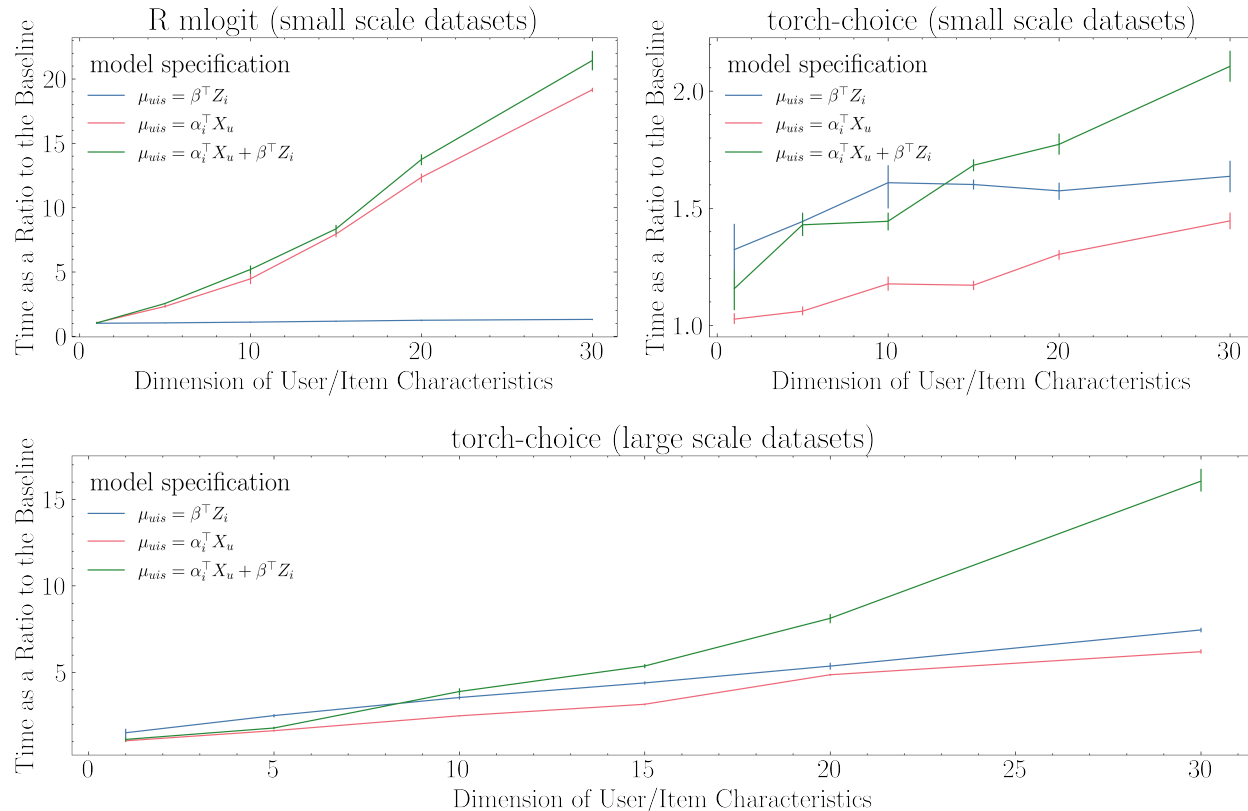 R mlogit (small scale datasets)
Time as a Ratio to the Baseline
20
15
10
5
0
model specification
μ_uis = β^⊤ Z_i
μ_uis = α_i^⊤ X_u
μ_uis = α_i^⊤ X_u + β^⊤ Z_i
0 10 20 30
Dimension of User/Item Characteristics
torch-choice (small scale datasets)
Time as a Ratio to the Baseline
2.0
1.5
1.0
model specification
μ_uis = β^⊤ Z_i
μ_uis = α_i^⊤ X_u
μ_uis = α_i^⊤ X_u + β^⊤ Z_i
0 10 20 30
Dimension of User/Item Characteristics
torch-choice (large scale datasets)
Time as a Ratio to the Baseline
15
10
5
model specification
μ_uis = β^⊤ Z_i
μ_uis = α_i^⊤ X_u
μ_uis = α_i^⊤ X_u + β^⊤ Z_i
0 5 10 15 20 25 30
Dimension of User/Item Characteristics